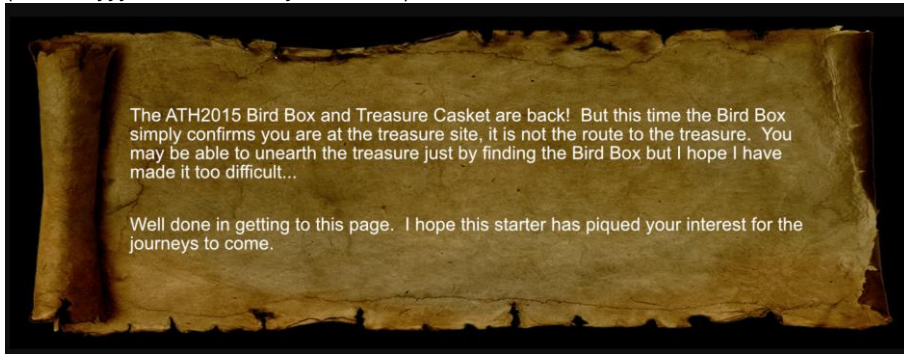 The ATH2015 Bird Box and Treasure Casket are back!  But this time the Bird Box
simply confirms you are at the treasure site, it is not the route to the treasure.  You
may be able to unearth the treasure just by finding the Bird Box but I hope I have
made it too difficult...
Well done in getting to this page.  I hope this starter has piqued your interest for the
journeys to come.